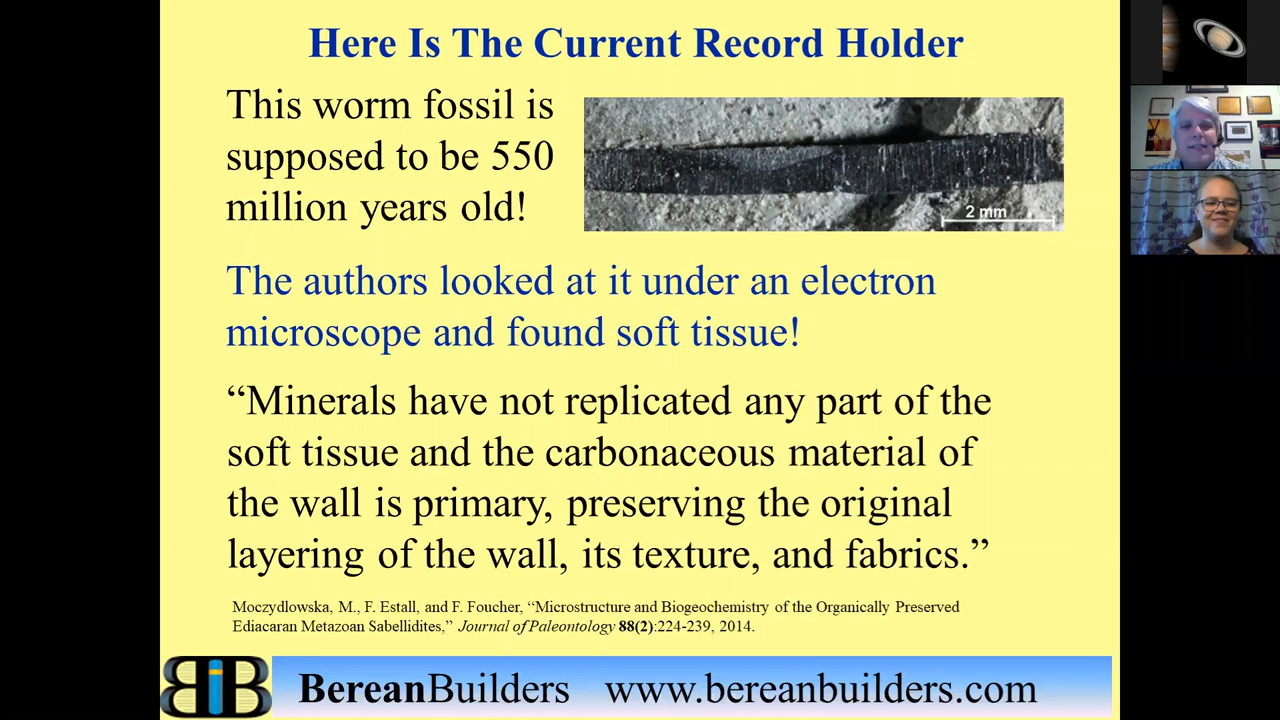 Here Is The Current Record Holder
This worm fossil is
supposed to be 550
million years old!
2 mm
The authors looked at it under an electron
microscope and found soft tissue!
“Minerals have not replicated any part of the
soft tissue and the carbonaceous material of
the wall is primary, preserving the original
layering of the wall, its texture, and fabrics.”
Moczydlowska, M., F. Estall, and F. Foucher, “Microstructure and Biogeochemistry of the Organically Preserved
Ediacaran Metazoan Sabellidites,” Journal of Paleontology 88(2):224-239, 2014.
BiB
BereanBuilders www.bereanbuilders.com